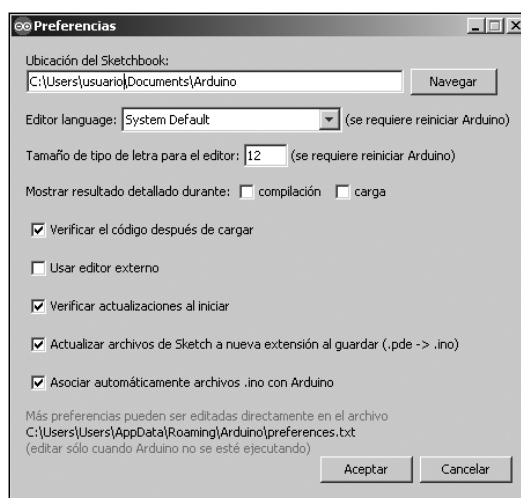 Preferencias
Ubicación del Sketchbook:
C:\Users\usuario\Documents\Arduino Navegar
Editor language: System Default (se requiere reiniciar Arduino)
Tamaño de tipo de letra para el editor: 12 (se requiere reiniciar Arduino)
Mostrar resultado detallado durante: compilación carga
Verificar el código después de cargar
Usar editor externo
Verificar actualizaciones al iniciar
Actualizar archivos de Sketch a nueva extensión al guardar (.pde -> .ino)
Asociar automáticamente archivos .ino con Arduino
Más preferencias pueden ser editadas directamente en el archivo
C:\Users\Users\AppData\Roaming\Arduino\preferences.txt
(editar sólo cuando Arduino no se esté ejecutando)
Aceptar Cancelar